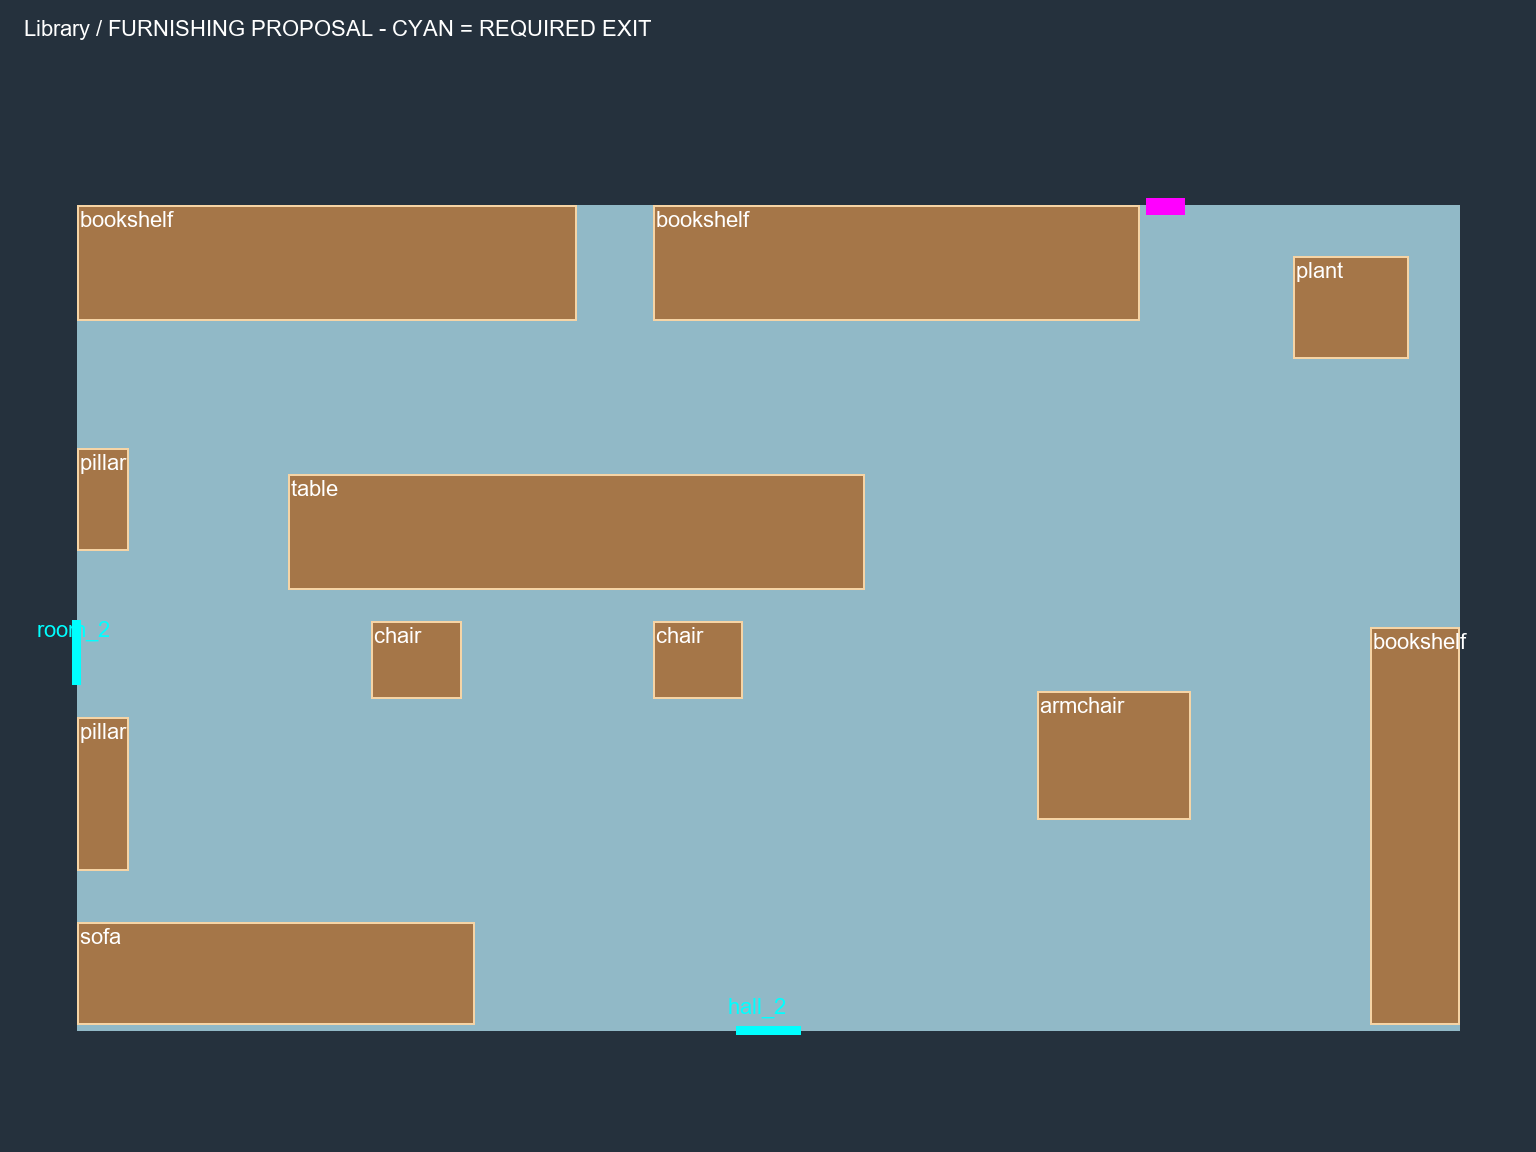 Library / FURNISHING PROPOSAL - CYAN = REQUIRED EXIT
bookshelf
bookshelf
plant
pillar
table
room_2
chair
chair
bookshelf
armchair
pillar
sofa
hall_2